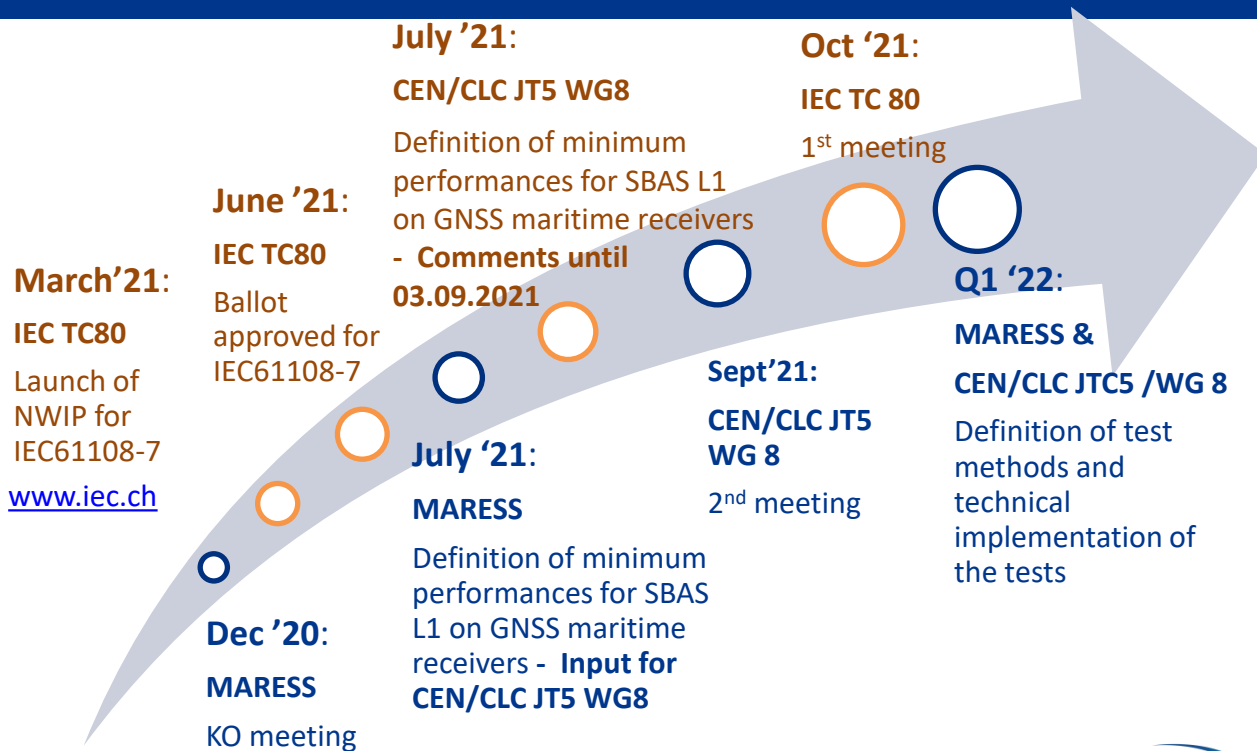 March'21:
IEC TC80
Launch of
NWIP for
IEC61108-7
www.iec.ch
Dec '20:
MARESS
KO meeting
June '21:
IEC TC80
Ballot
approved for
IEC61108-7
July '21:
CEN/CLC JT5 WG8
Definition of minimum
performances for SBAS L1
on GNSS maritime receivers
- Comments until
03.09.2021
July ‘21:
MARESS
Definition of minimum
performances for SBAS
L1 on GNSS maritime
receivers - Input for
CEN/CLC JT5 WG8
Sept'21:
CEN/CLC JT5
WG 8
2nd meeting
Oct ‘21:
IEC TC 80
1st meeting
Q1 ‘22:
MARESS &
CEN/CLC JTC5 /WG 8
Definition of test
methods and
technical
implementation of
the tests